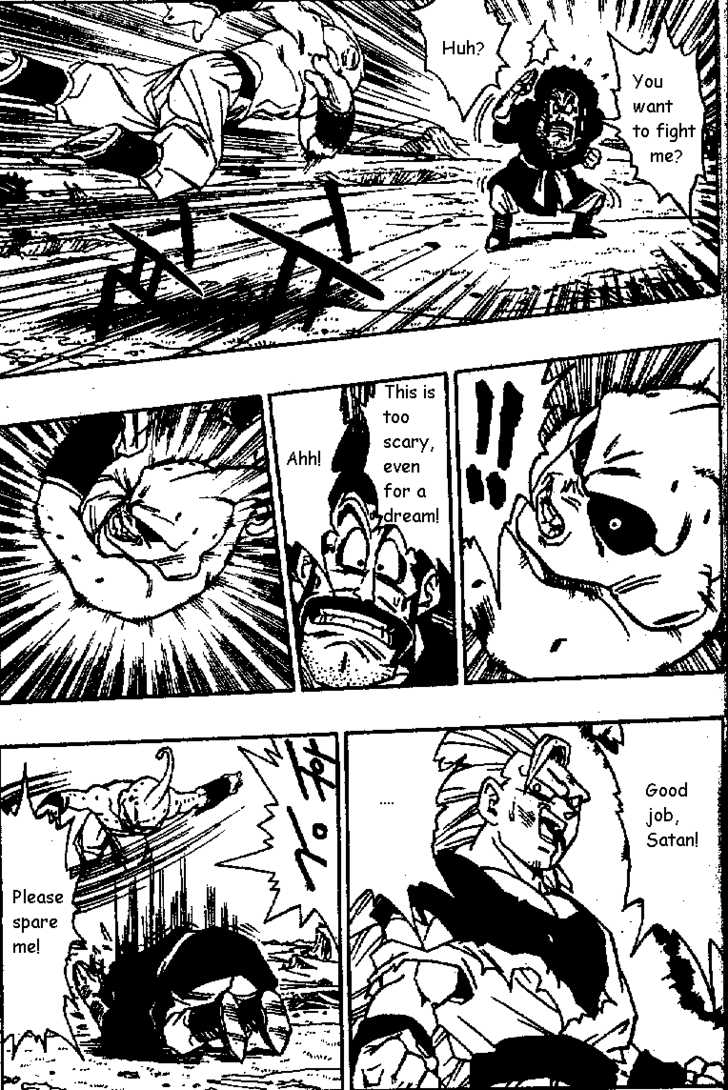 You
want
to fight
me?
Huh?
!!
This is
too
scary,
even
for a
dream!
Ahh!
Good
job,
Satan!
....
Please
spare
me!